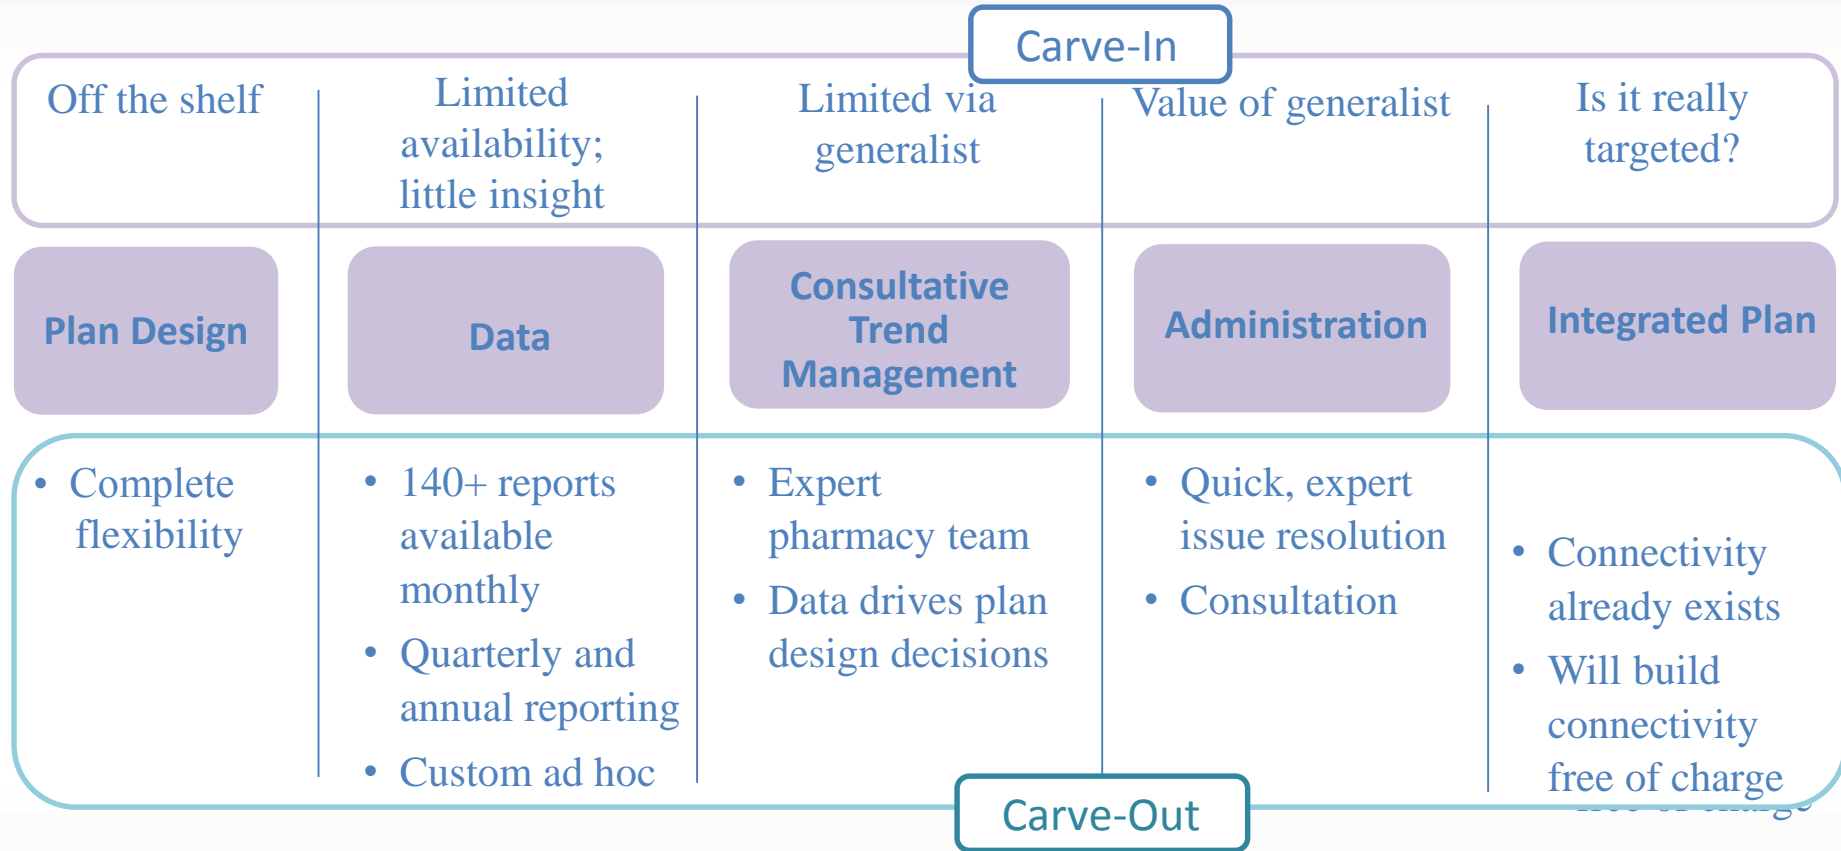 Carve-In
Off the shelf
Limited
availability;
little insight
Limited via
generalist
Value of generalist
Is it really
targeted?
Plan Design
Data
Consultative
Trend
Management
Administration
Integrated Plan
• Complete
flexibility
• 140+ reports
available
monthly
• Quarterly and
annual reporting
• Custom ad hoc
• Expert
pharmacy team
• Data drives plan
design decisions
• Quick, expert
issue resolution
• Consultation
• Connectivity
already exists
• Will build
connectivity
free of charge
free of charge
Carve-Out